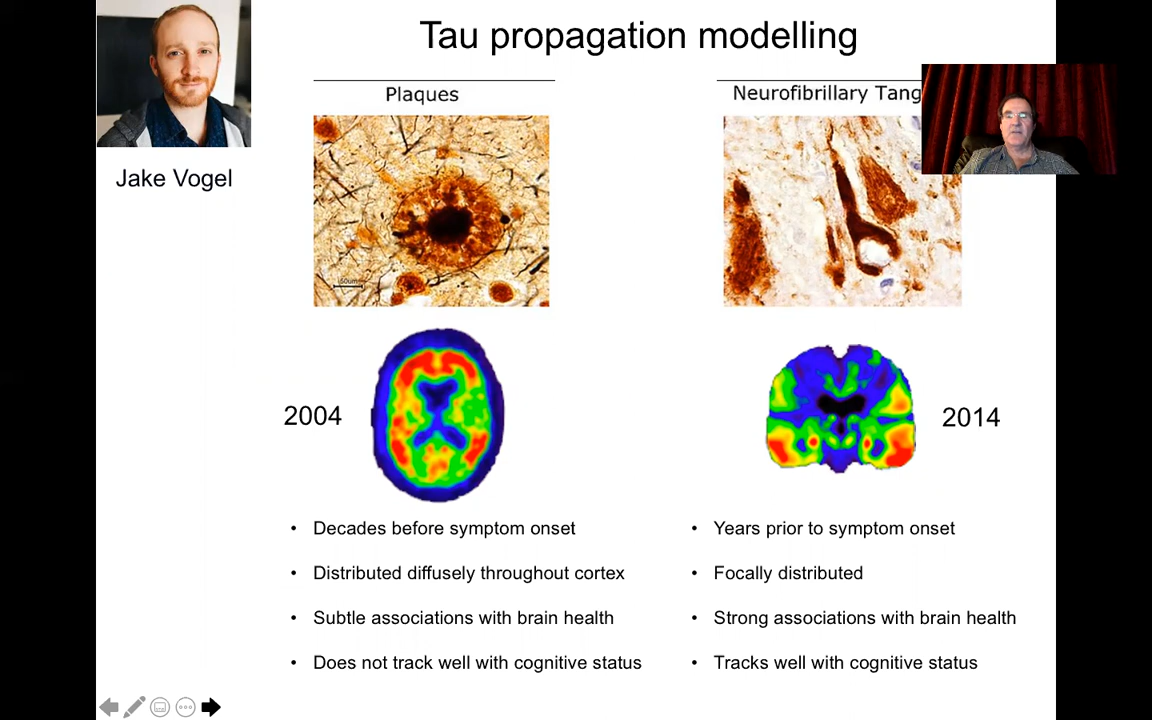 Tau propagation modelling
Plaques
Neurofibrillary Tang
Jake Vogel
2004
2014
• Decades before symptom onset
• Distributed diffusely throughout cortex
• Subtle associations with brain health
• Does not track well with cognitive status
• Years prior to symptom onset
• Focally distributed
• Strong associations with brain health
• Tracks well with cognitive status